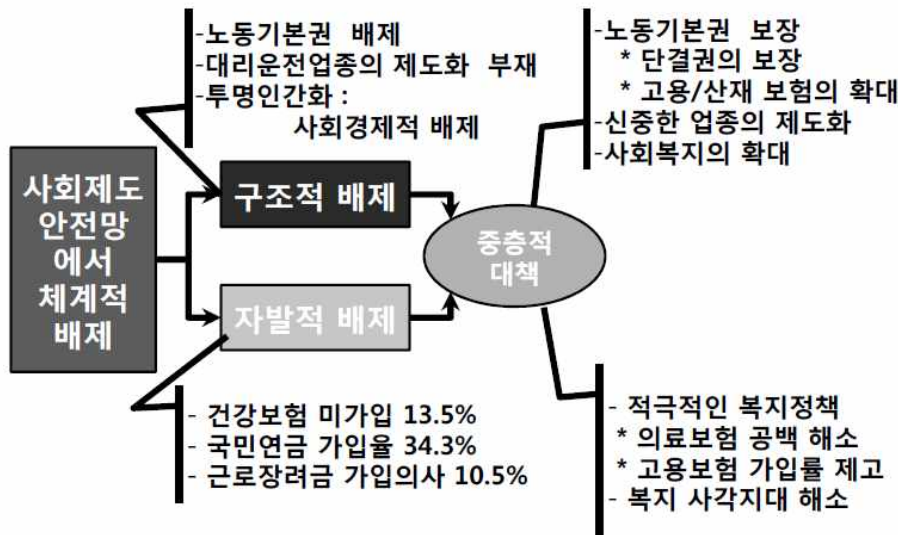 -노동기본권 배제
-대리운전업종의 제도화 부재
-투명인간화 :
사회경제적 배제
-노동기본권 보장
* 단결권의 보장
* 고용/산재 보험의 확대
-신중한 업종의 제도화
-사회복지의 확대
사회제도
안전망
에서
체계적
배제
구조적 배제
자발적 배제
중층적
대책
- 건강보험 미가입 13.5%
- 국민연금 가입율 34.3%
- 근로장려금 가입의사 10.5%
- 적극적인 복지정책
* 의료보험 공백 해소
* 고용보험 가입률 제고
- 복지 사각지대 해소